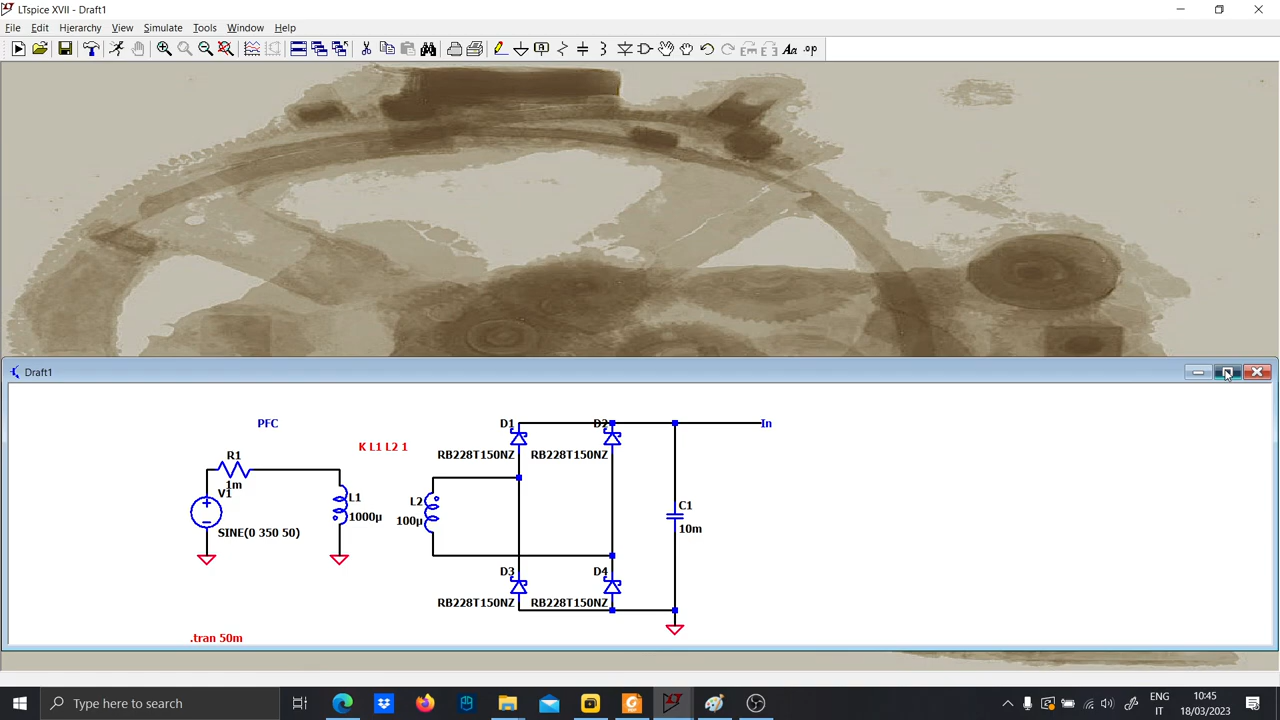 LTspice XVII - Draft1
File Edit Hierarchy View Simulate Tools Window Help
Aa .op
Draft1
PFC
K L1 L2 1
D1 D2 In
R1
RB228T150NZ RB228T150NZ
1m
V1
L1
L2
C1
1000µ
100µ
SINE(0 350 50)
10m
D3 D4
RB228T150NZ RB228T150NZ
.tran 50m
Type here to search
ENG
IT
10:45
18/03/2023